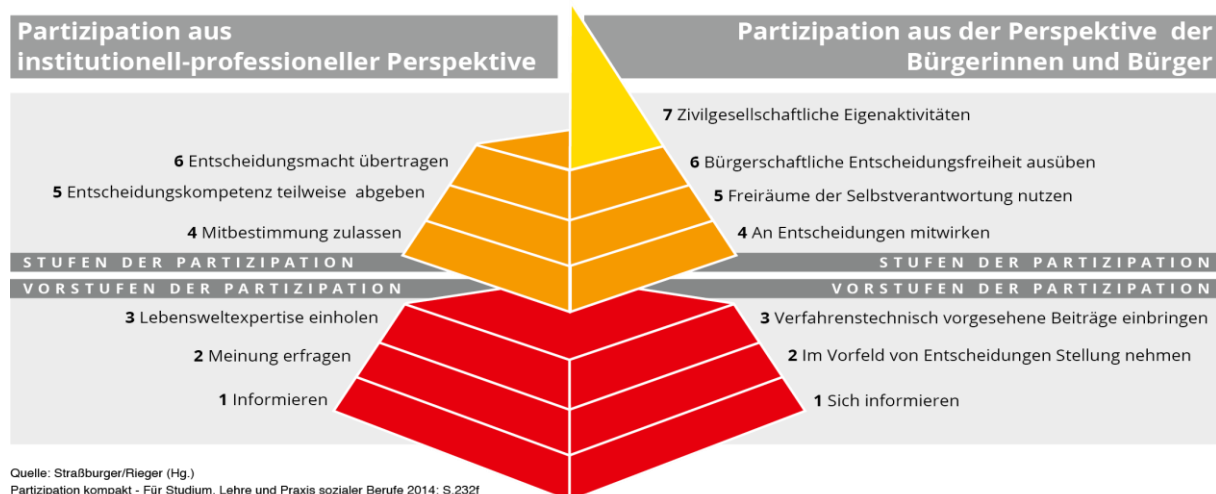 Partizipation aus
institutionell-professioneller Perspektive
Partizipation aus der Perspektive der
Bürgerinnen und Bürger
7 Zivilgesellschaftliche Eigenaktivitäten
6 Entscheidungsmacht übertragen
6 Bürgerschaftliche Entscheidungsfreiheit ausüben
5 Entscheidungskompetenz teilweise abgeben
5 Freiräume der Selbstverantwortung nutzen
4 Mitbestimmung zulassen
4 An Entscheidungen mitwirken
STUFEN DER PARTIZIPATION
STUFEN DER PARTIZIPATION
VORSTUFEN DER PARTIZIPATION
VORSTUFEN DER PARTIZIPATION
3 Lebensweltexpertise einholen
3 Verfahrenstechnisch vorgesehene Beiträge einbringen
2 Meinung erfragen
2 Im Vorfeld von Entscheidungen Stellung nehmen
1 Informieren
1 Sich informieren
Quelle: Straßburger/Rieger (Hg.)
Partizipation kompakt - Für Studium, Lehre und Praxis sozialer Berufe 2014: S.232f